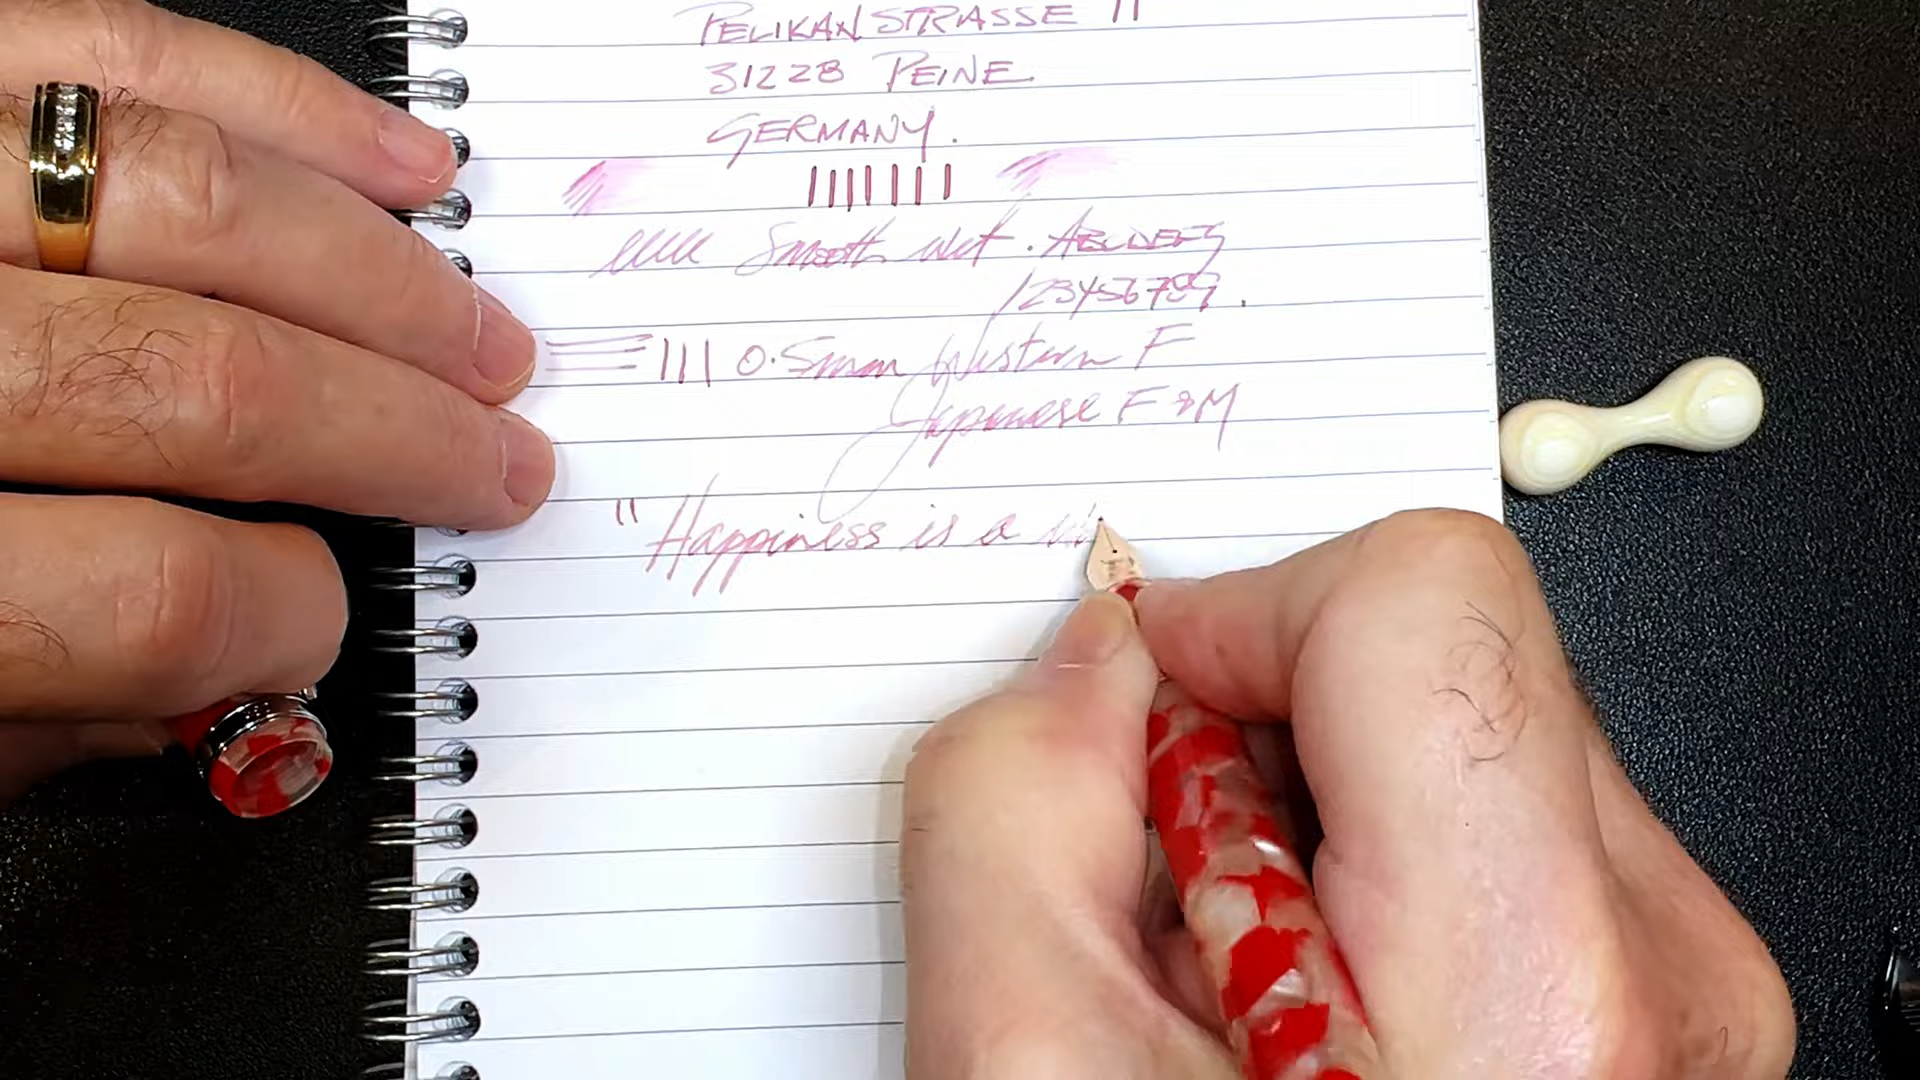 PELIKANSTRASSE 11
31228 PEINE
GERMANY.
Smooth Wet. ABCDEFG
123456789.
0.5mm Western F
Japanese F & M
"Happiness is a